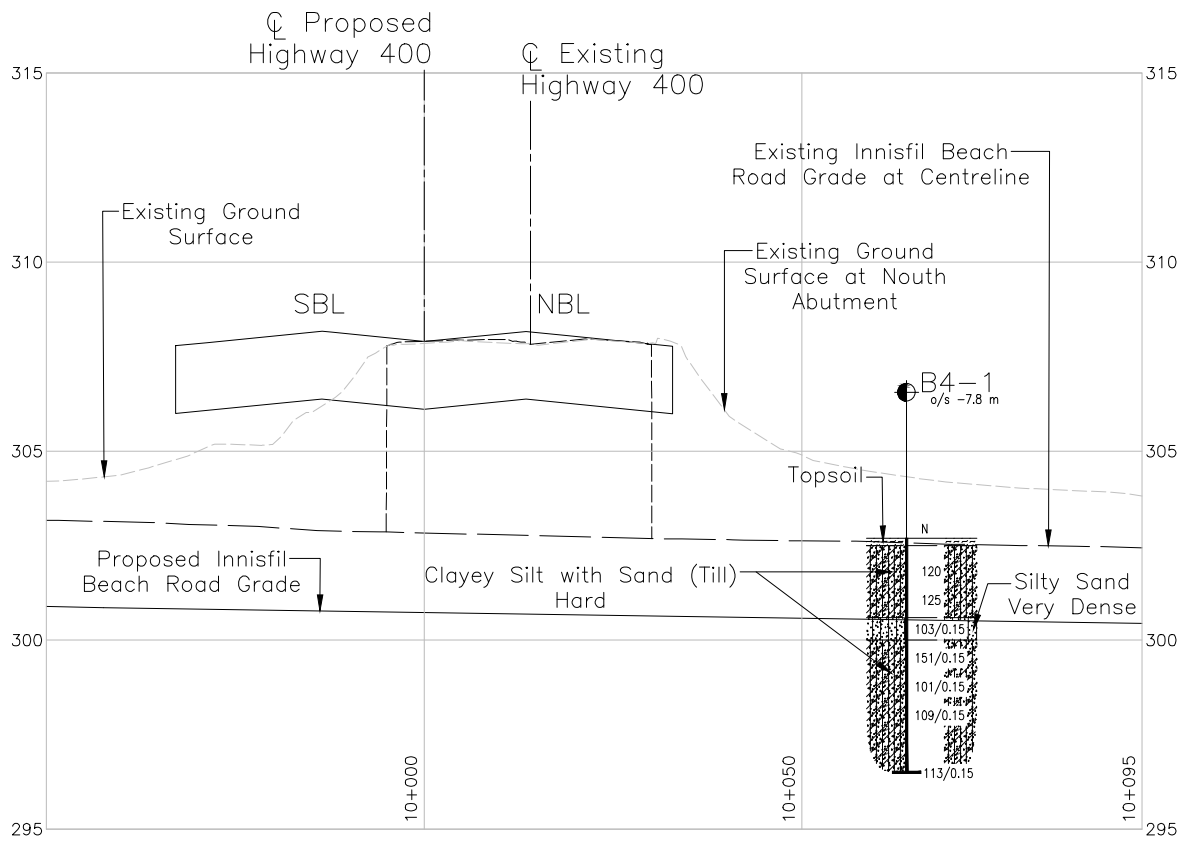 ℄ Proposed
Highway 400
℄ Existing
Highway 400
315
315
Existing Innisfil Beach
Road Grade at Centreline
Existing Ground
Surface
Existing Ground
Surface at Nouth
Abutment
310
310
SBL
NBL
B4-1
o/s -7.8 m
305
305
Topsoil
N
Proposed Innisfil
Beach Road Grade
Clayey Silt with Sand (Till)
Hard
Silty Sand
Very Dense
120
125
103/0.15
300
300
151/0.15
101/0.15
109/0.15
113/0.15
10+000
10+050
10+095
295
295